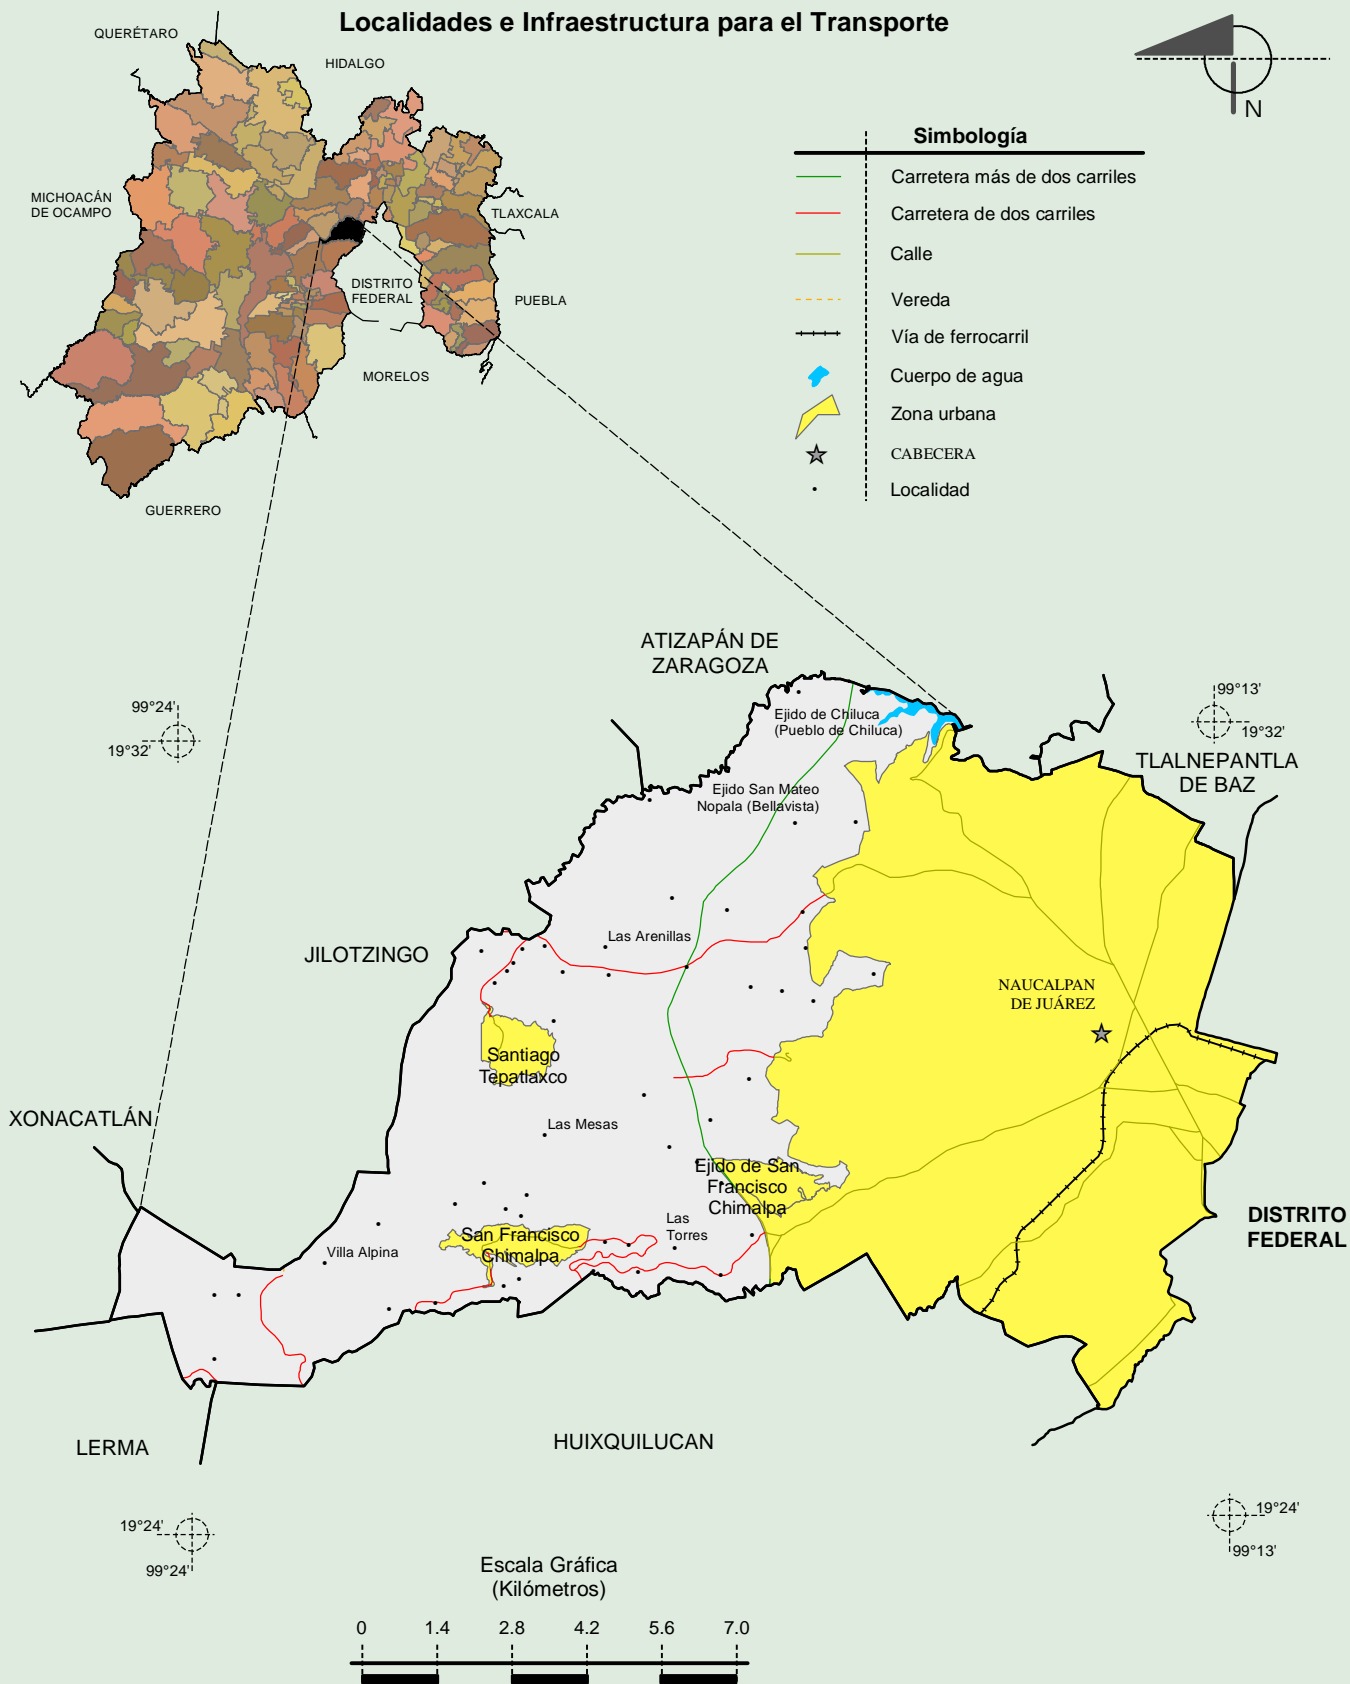 Localidades e Infraestructura para el Transporte
QUERÉTARO
HIDALGO
MICHOACÁN
DE OCAMPO
TLAXCALA
DISTRITO
FEDERAL
PUEBLA
MORELOS
GUERRERO
N
Simbología
Carretera más de dos carriles
Carretera de dos carriles
Calle
Vereda
Vía de ferrocarril
Cuerpo de agua
Zona urbana
CABECERA
Localidad
ATIZAPÁN DE
ZARAGOZA
99°24'
19°32'
99°13'
19°32'
Ejido de Chiluca
(Pueblo de Chiluca)
TLALNEPANTLA
DE BAZ
Ejido San Mateo
Nopala (Bellavista)
Las Arenillas
JILOTZINGO
NAUCALPAN
DE JUÁREZ
Santiago
Tepatlaxco
XONACATLÁN
Las Mesas
Ejido de San
Francisco
Chimalpa
Las
Torres
San Francisco
Chimalpa
Villa Alpina
DISTRITO
FEDERAL
LERMA
HUIXQUILUCAN
19°24'
99°24'
19°24'
99°13'
Escala Gráfica
(Kilómetros)
0 1.4 2.8 4.2 5.6 7.0